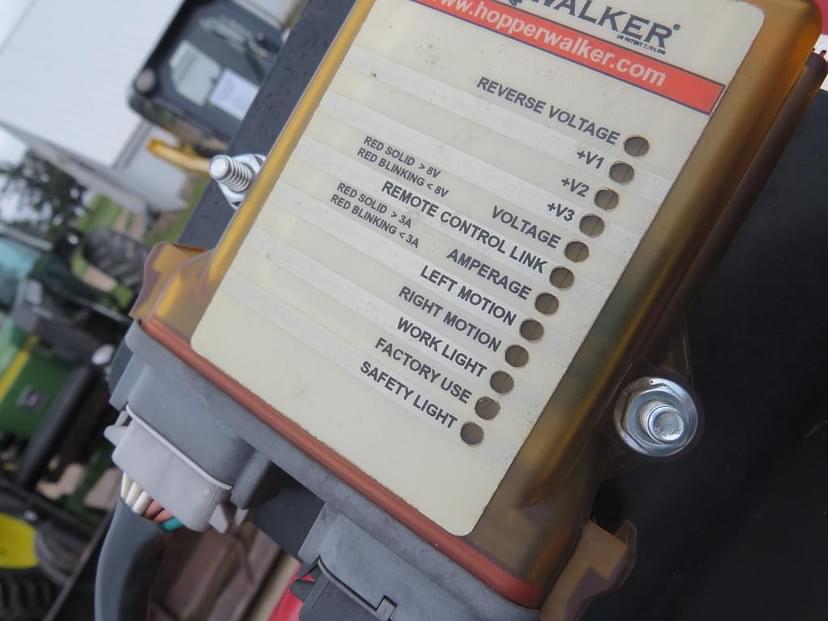 WALKER®
www.hopperwalker.com
REVERSE VOLTAGE
+V1
+V2
+V3
RED SOLID > 8V
RED BLINKING < 8V
VOLTAGE
REMOTE CONTROL LINK
RED SOLID > 3A
RED BLINKING < 3A
AMPERAGE
LEFT MOTION
RIGHT MOTION
WORK LIGHT
FACTORY USE
SAFETY LIGHT